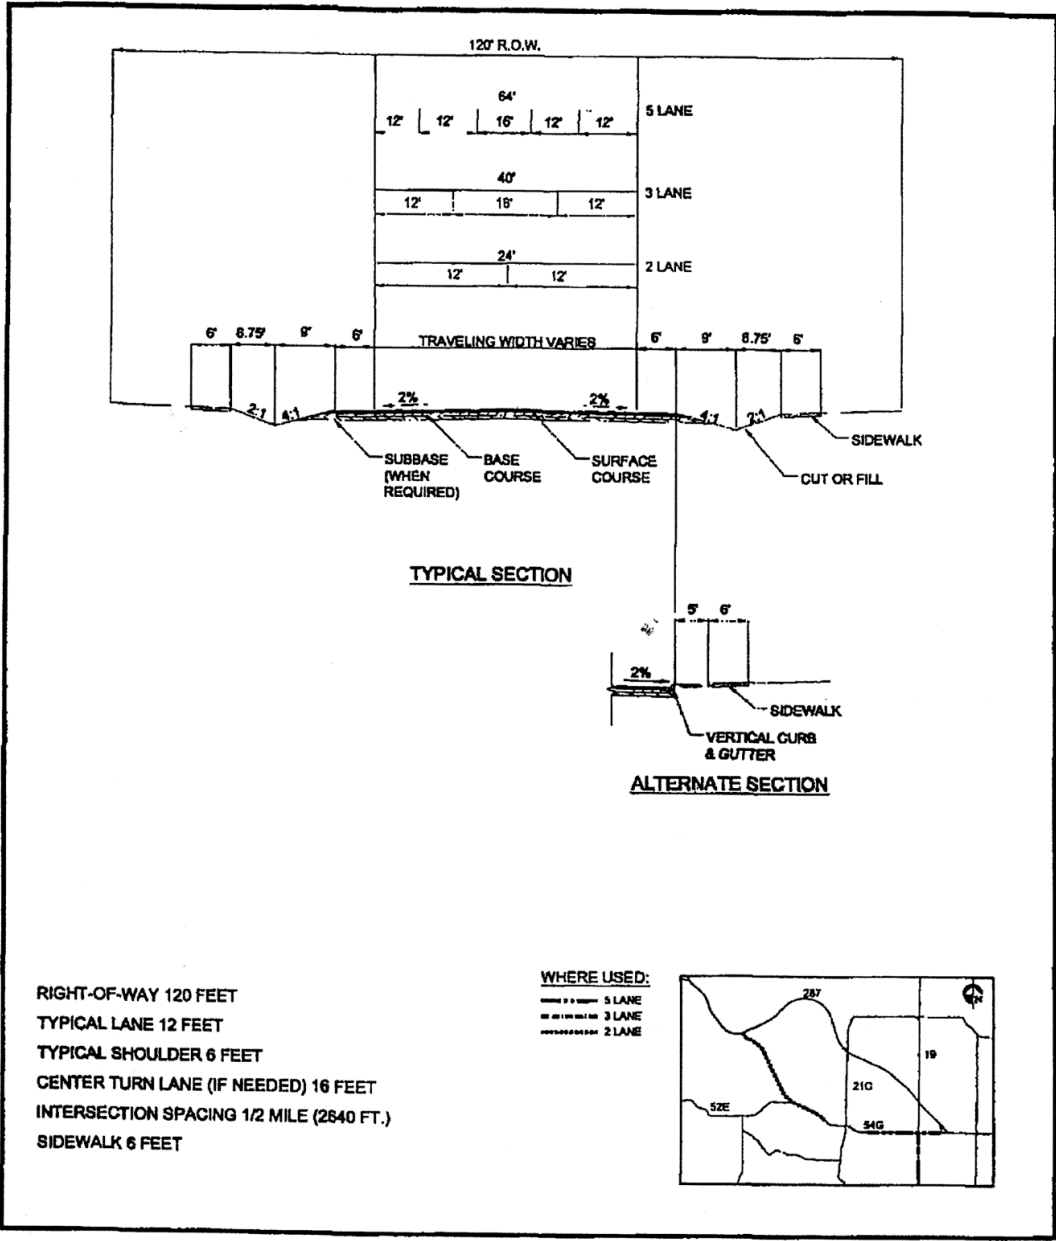 120' R.O.W.
64'
12' 12' 16' 12' 12'
5 LANE
40'
12' 16' 12'
3 LANE
24'
12' 12'
2 LANE
6' 6.75' 9' 6' TRAVELING WIDTH VARIES 6' 9' 6.75' 6'
2:1 4:1 2% 2% 4:1 2:1
SIDEWALK
SUBBASE
(WHEN
REQUIRED)
BASE
COURSE
SURFACE
COURSE
CUT OR FILL
TYPICAL SECTION
5' 6'
2%
SIDEWALK
VERTICAL CURB
& GUTTER
ALTERNATE SECTION
RIGHT-OF-WAY 120 FEET
TYPICAL LANE 12 FEET
TYPICAL SHOULDER 6 FEET
CENTER TURN LANE (IF NEEDED) 16 FEET
INTERSECTION SPACING 1/2 MILE (2640 FT.)
SIDEWALK 6 FEET
WHERE USED:
5 LANE
3 LANE
2 LANE
287
N
19
21C
52E
54G